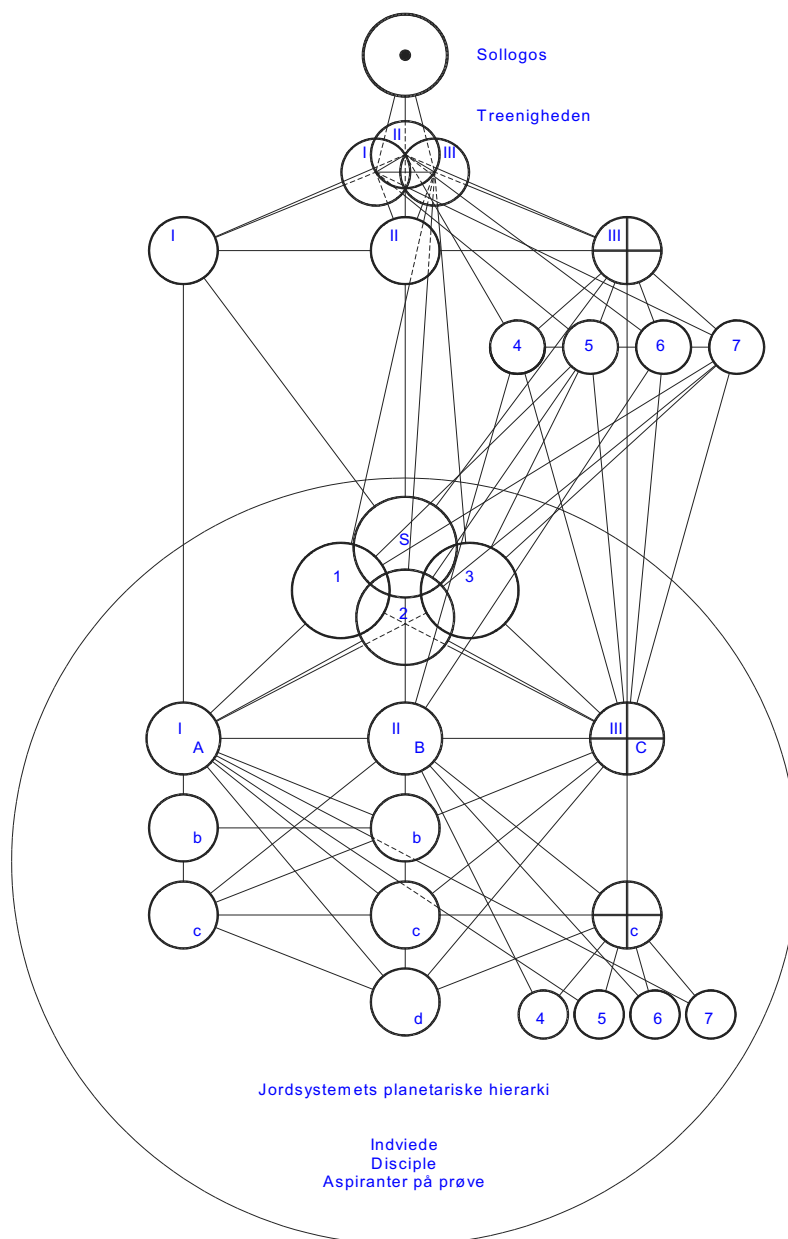 Sollogos
Treenigheden
II
I III
I II III
4 5 6 7
S
1 3
2
I II III
A B C
b b
c c c
d 4 5 6 7
Jordsystemets planetariske hierarki
Indviede
Disciple
Aspiranter på prøve